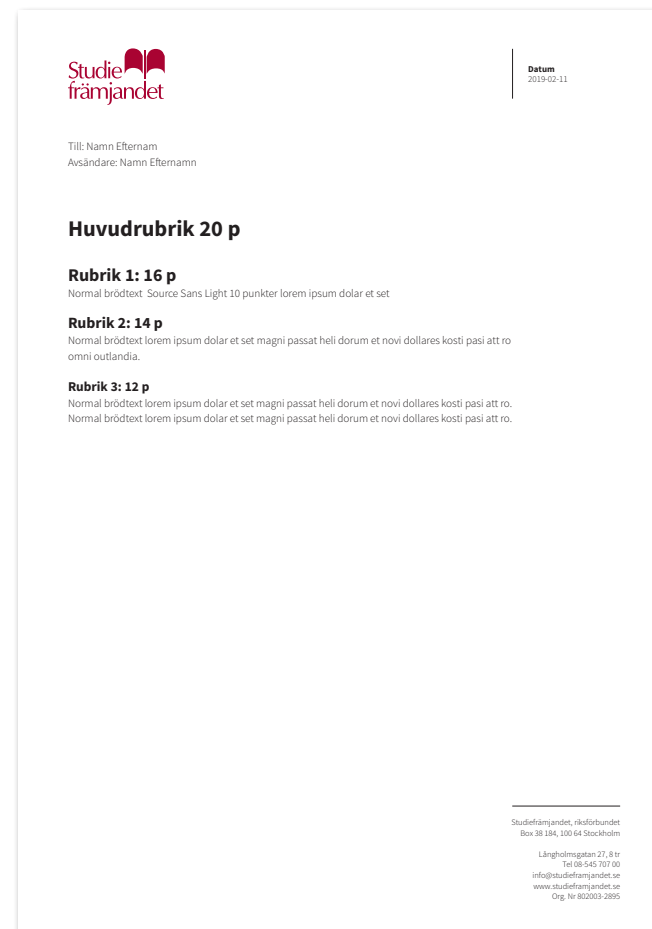 Studie
främjandet
Datum
2019-02-11
Till: Namn Efternam
Avsändare: Namn Efternamn
Huvudrubrik 20 p
Rubrik 1: 16 p
Normal brödtext Source Sans Light 10 punkter lorem ipsum dolar et set
Rubrik 2: 14 p
Normal brödtext lorem ipsum dolar et set magni passat heli dorum et novi dollares kosti pasi att ro
omni outlandia.
Rubrik 3: 12 p
Normal brödtext lorem ipsum dolar et set magni passat heli dorum et novi dollares kosti pasi att ro.
Normal brödtext lorem ipsum dolar et set magni passat heli dorum et novi dollares kosti pasi att ro.
Studiefrämjandet, riksförbundet
Box 38 184, 100 64 Stockholm
Långholmsgatan 27, 8 tr
Tel 08-545 707 00
info@studieframjandet.se
www.studieframjandet.se
Org. Nr 802003-2895